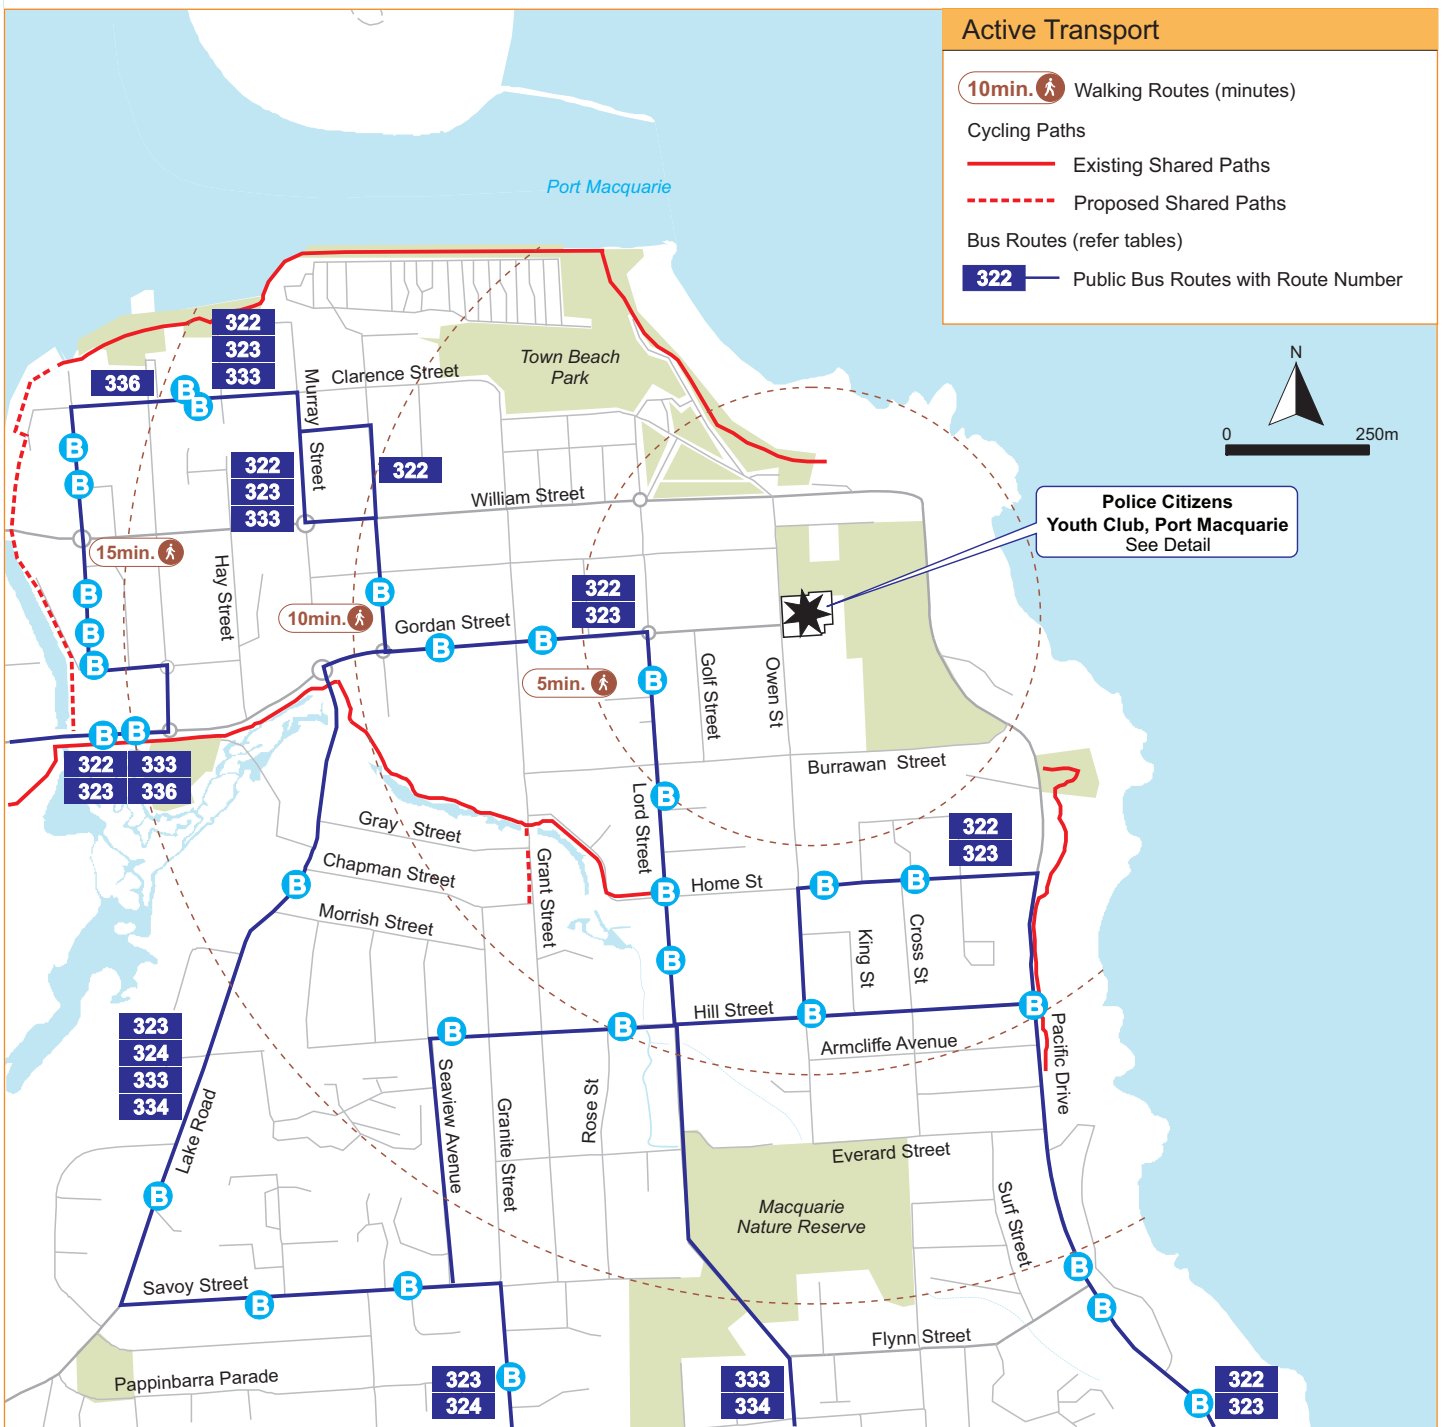 Active Transport
10min.
Walking Routes (minutes)
Cycling Paths
Existing Shared Paths
Proposed Shared Paths
Bus Routes (refer tables)
322
Public Bus Routes with Route Number
Port Macquarie
N
0
250m
Town Beach
Park
322
323
333
336
B
B
Clarence Street
Murray
Street
322
323
333
322
B
B
William Street
Police Citizens
Youth Club, Port Macquarie
See Detail
15min.
Hay Street
10min.
B
B
B
B
Gordan Street
B
B
322
323
5min.
B
Golf Street
Owen St
B
B
322
333
323
336
Burrawan Street
Lord Street
B
Gray Street
Chapman Street
Grant Street
Morrish Street
B
B
Home St
322
323
B
B
King St
Cross St
B
Hill Street
B
B
B
B
Armcliffe Avenue
Pacific Drive
323
324
333
334
Lake Road
Seaview Avenue
Granite Street
Rose St
B
Everard Street
Macquarie
Nature Reserve
Surf Street
Savoy Street
B
B
B
B
Flynn Street
Pappinbarra Parade
323
324
B
333
334
B
322
323